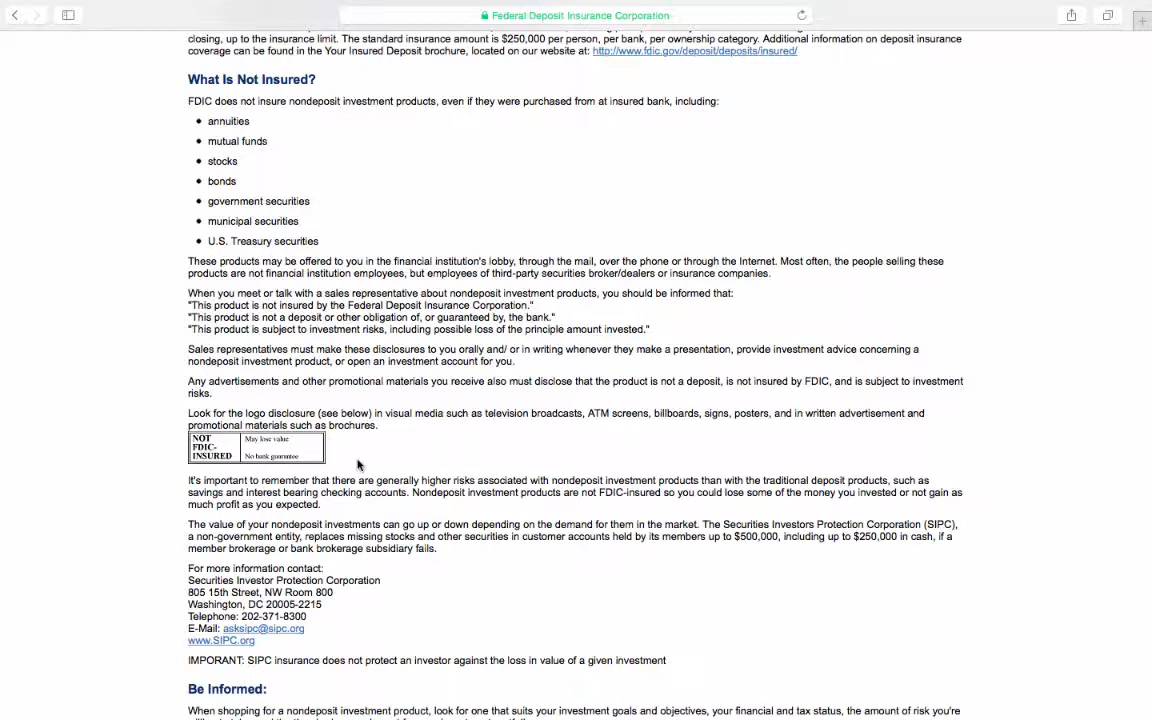 Federal Deposit Insurance Corporation
closing, up to the insurance limit. The standard insurance amount is $250,000 per person, per bank, per ownership category. Additional information on deposit insurance
coverage can be found in the Your Insured Deposit brochure, located on our website at: http://www.fdic.gov/deposit/deposits/insured/
What Is Not Insured?
FDIC does not insure nondeposit investment products, even if they were purchased from at insured bank, including:
• annuities
• mutual funds
• stocks
• bonds
• government securities
• municipal securities
• U.S. Treasury securities
These products may be offered to you in the financial institution's lobby, through the mail, over the phone or through the Internet. Most often, the people selling these
products are not financial institution employees, but employees of third-party securities broker/dealers or insurance companies.
When you meet or talk with a sales representative about nondeposit investment products, you should be informed that:
"This product is not insured by the Federal Deposit Insurance Corporation."
"This product is not a deposit or other obligation of, or guaranteed by, the bank."
"This product is subject to investment risks, including possible loss of the principle amount invested."
Sales representatives must make these disclosures to you orally and/ or in writing whenever they make a presentation, provide investment advice concerning a
nondeposit investment product, or open an investment account for you.
Any advertisements and other promotional materials you receive also must disclose that the product is not a deposit, is not insured by FDIC, and is subject to investment
risks.
Look for the logo disclosure (see below) in visual media such as television broadcasts, ATM screens, billboards, signs, posters, and in written advertisement and
promotional materials such as brochures.
NOT
FDIC-
INSURED
May lose value
No bank guarantee
It's important to remember that there are generally higher risks associated with nondeposit investment products than with the traditional deposit products, such as
savings and interest bearing checking accounts. Nondeposit investment products are not FDIC-insured so you could lose some of the money you invested or not gain as
much profit as you expected.
The value of your nondeposit investments can go up or down depending on the demand for them in the market. The Securities Investors Protection Corporation (SIPC),
a non-government entity, replaces missing stocks and other securities in customer accounts held by its members up to $500,000, including up to $250,000 in cash, if a
member brokerage or bank brokerage subsidiary fails.
For more information contact:
Securities Investor Protection Corporation
805 15th Street, NW Room 800
Washington, DC 20005-2215
Telephone: 202-371-8300
E-Mail: asksipc@sipc.org
www.SIPC.org
IMPORANT: SIPC insurance does not protect an investor against the loss in value of a given investment
Be Informed:
When shopping for a nondeposit investment product, look for one that suits your investment goals and objectives, your financial and tax status, the amount of risk you're